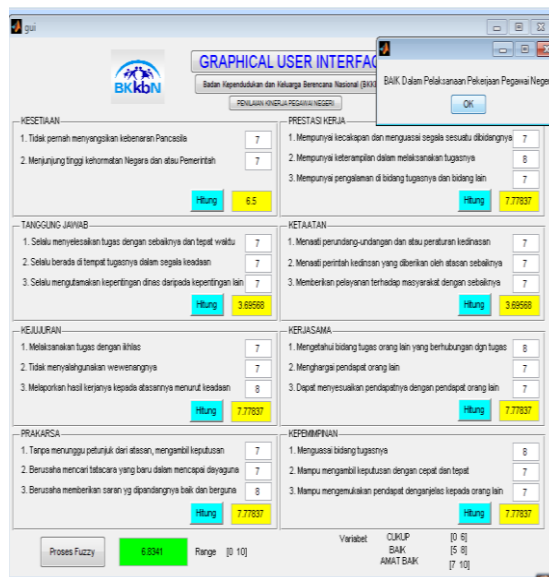 gui
GRAPHICAL USER INTERFAC
Badan Kependudukan dan Keluarga Berencana Nasional (BKK
BKkbN
PENILAIAN KINERJA PEGAWAI NEGERI
BAIK Dalam Pelaksanaan Pekerjaan Pegawai Neger
OK
KESETIAAN
1. Tidak pernah menyangsikan kebenaran Pancasila 7
2. Menjunjung tinggi kehormatan Negara dan atau Pemerintah 7
Hitung 6.5
PRESTASI KERJA
1. Mempunyai kecakapan dan menguasai segala sesuatu dibidangnya 7
2. Mempunyai keterampilan dalam melaksanakan tugasnya 8
3. Mempunyai pengalaman di bidang tugasnya dan bidang lain 7
Hitung 7.77837
TANGGUNG JAWAB
1. Selalu menyelesaikan tugas dengan sebaiknya dan tepat waktu 7
2. Selalu berada di tempat tugasnya dalam segala keadaan 7
3. Selalu mengutamakan kepentingan dinas daripada kepentingan lain 7
Hitung 3.69568
KETAATAN
1. Menaati perundang-undangan dan atau peraturan kedinasan 7
2. Menaati perintah kedinsan yang diberikan oleh atasan sebaiknya 7
3. Memberikan pelayanan terhadap masyarakat dengan sebaiknya 7
Hitung 3.69568
KEJUJURAN
1. Melaksanakan tugas dengan ikhlas 7
2. Tidak menyalahgunakan wewenangnya 7
3. Melaporkan hasil kerjanya kepada atasannya menurut keadaan 8
Hitung 7.77837
KERJASAMA
1. Mengetahui bidang tugas orang lain yang berhubungan dgn tugas 8
2. Menghargai pendapat orang lain 7
3. Dapat menyesuaikan pendapatnya dengan pendapat orang lain 7
Hitung 7.77837
PRAKARSA
1. Tanpa menunggu petunjuk dari atasan, mengambil keputusan 7
2. Berusaha mencari tatacara yang baru dalam mencapai dayaguna 7
3. Berusaha memberikan saran yg dipandangnya baik dan berguna 8
Hitung 7.77837
KEPEMIMPINAN
1. Menguasai bidang tugasnya 8
2. Mampu mengambil keputusan dengan cepat dan tepat 7
3. Mampu mengemukakan pendapat denganjelas kepada orang lain 7
Hitung 7.77837
Proses Fuzzy 6.8341 Range [0 10]
Variabel CUKUP [0 6]
BAIK [5 8]
AMAT BAIK [7 10]